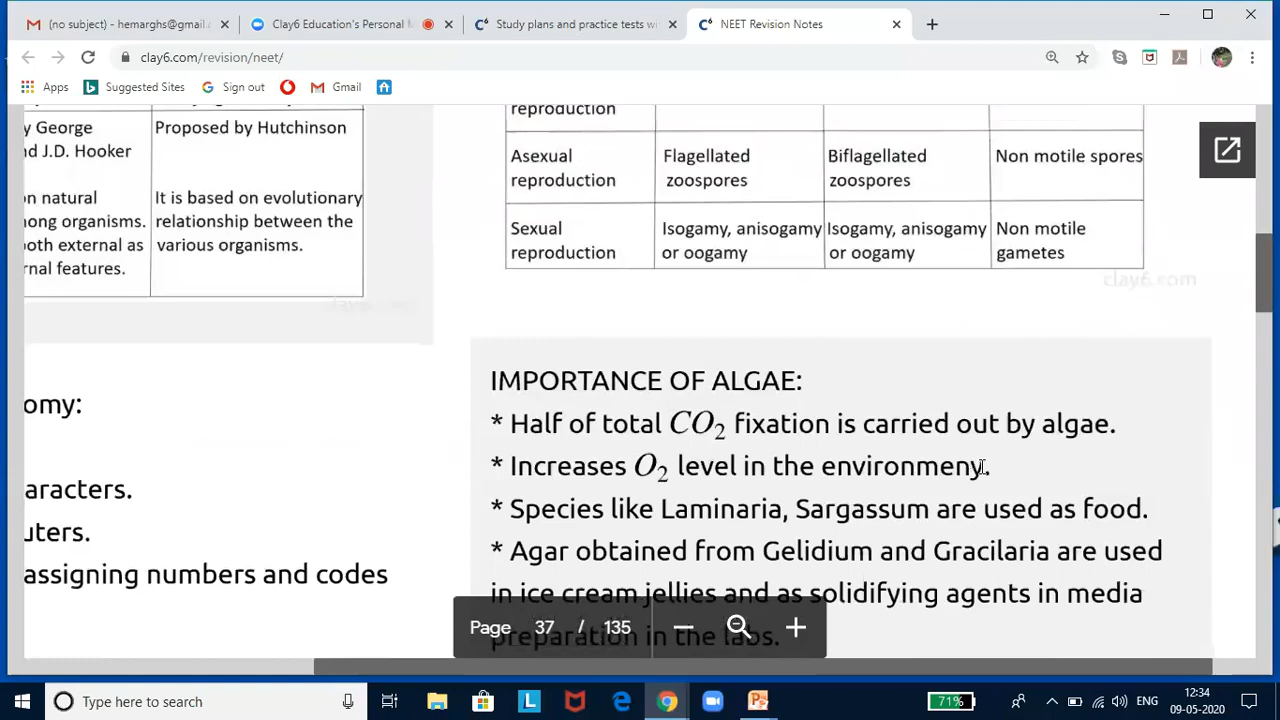 (no subject) - hemarghs@gmail.
Clay6 Education's Personal M
Study plans and practice tests wi
NEET Revision Notes
clay6.com/revision/neet/
Apps
Suggested Sites
Sign out
Gmail
y George
nd J.D. Hooker
Proposed by Hutchinson
n natural
nong organisms.
both external as
rnal features.
It is based on evolutionary
relationship between the
various organisms.
reproduction
Asexual
reproduction
Flagellated
zoospores
Biflagellated
zoospores
Non motile spores
Sexual
reproduction
Isogamy, anisogamy
or oogamy
Isogamy, anisogamy
or oogamy
Non motile
gametes
clay6.com
omy:
aracters.
uters.
assigning numbers and codes
IMPORTANCE OF ALGAE:
* Half of total CO₂ fixation is carried out by algae.
* Increases O₂ level in the environmeny.
* Species like Laminaria, Sargassum are used as food.
* Agar obtained from Gelidium and Gracilaria are used
in ice cream jellies and as solidifying agents in media
preparation in the labs.
Page 37 / 135
Type here to search
71%
ENG
12:34
09-05-2020